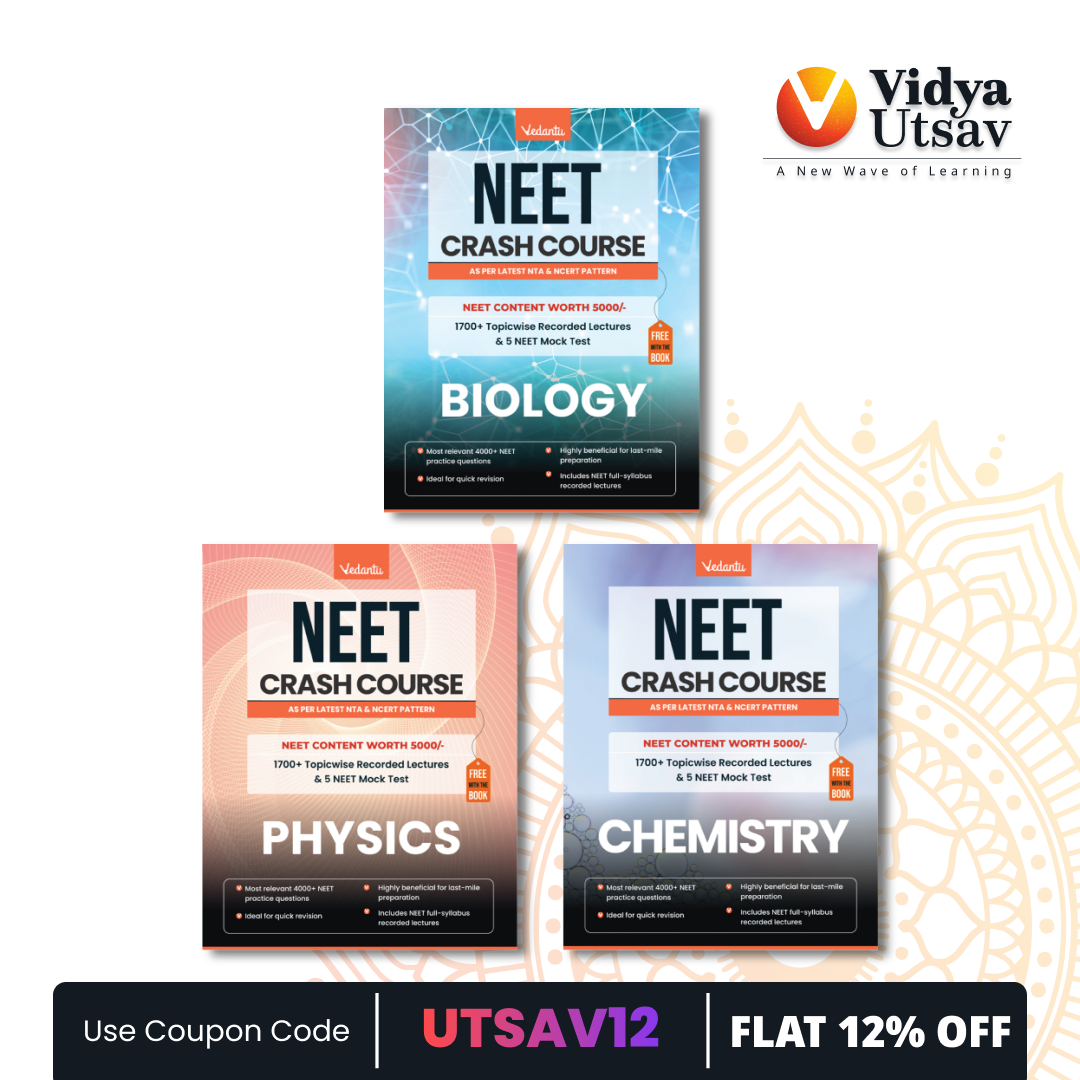 Vidya
Utsav
A New Wave of Learning
Vedantu
NEET
CRASH COURSE
AS PER LATEST NTA & NCERT PATTERN
NEET CONTENT WORTH 5000/-
1700+ Topicwise Recorded Lectures
& 5 NEET Mock Test
FREE
WITH THE
BOOK
BIOLOGY
Most relevant 4000+ NEET
practice questions
Ideal for quick revision
Highly beneficial for last-mile
preparation
Includes NEET full-syllabus
recorded lectures
Vedantu
NEET
CRASH COURSE
AS PER LATEST NTA & NCERT PATTERN
NEET CONTENT WORTH 5000/-
1700+ Topicwise Recorded Lectures
& 5 NEET Mock Test
FREE
WITH THE
BOOK
PHYSICS
Most relevant 4000+ NEET
practice questions
Ideal for quick revision
Highly beneficial for last-mile
preparation
Includes NEET full-syllabus
recorded lectures
Vedantu
NEET
CRASH COURSE
AS PER LATEST NTA & NCERT PATTERN
NEET CONTENT WORTH 5000/-
1700+ Topicwise Recorded Lectures
& 5 NEET Mock Test
FREE
WITH THE
BOOK
CHEMISTRY
Most relevant 4000+ NEET
practice questions
Ideal for quick revision
Highly beneficial for last-mile
preparation
Includes NEET full-syllabus
recorded lectures
Use Coupon Code
UTSAV12
FLAT 12% OFF